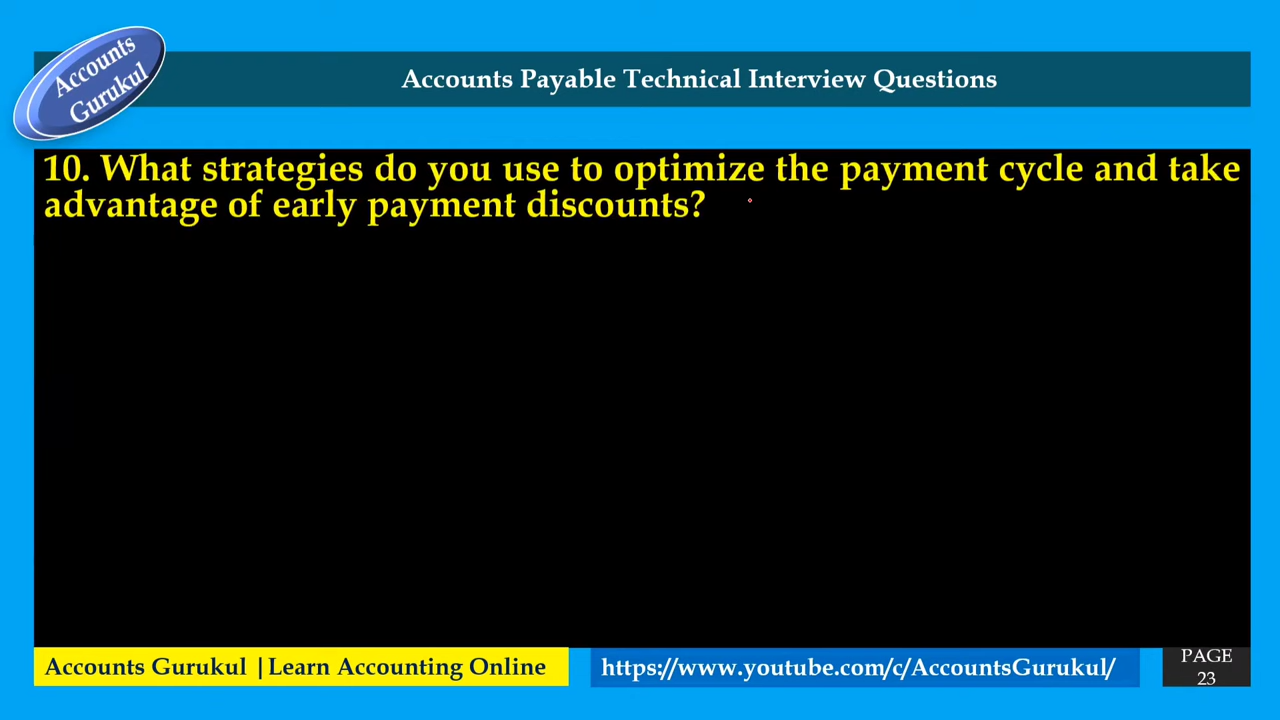 Accounts
Gurukul
Accounts Payable Technical Interview Questions
10. What strategies do you use to optimize the payment cycle and take
advantage of early payment discounts?
Accounts Gurukul |Learn Accounting Online
https://www.youtube.com/c/AccountsGurukul/
PAGE
23